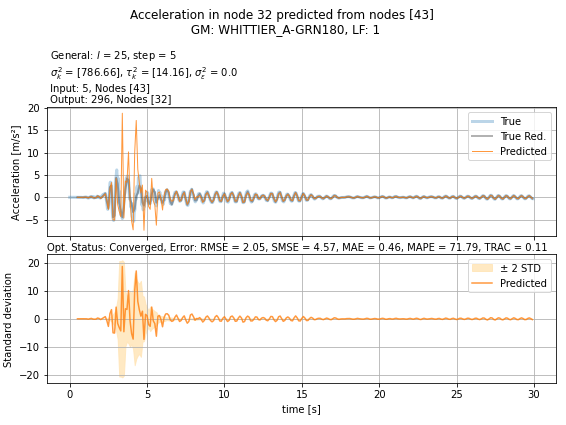 Acceleration in node 32 predicted from nodes [43]
GM: WHITTIER_A-GRN180, LF: 1
General: l = 25, step = 5
σ²ₖ = [786.66], τ²ₖ = [14.16], σ²ε = 0.0
Input: 5, Nodes [43]
Output: 296, Nodes [32]
Acceleration [m/s²]
20
15
10
5
0
−5
True
True Red.
Predicted
Opt. Status: Converged, Error: RMSE = 2.05, SMSE = 4.57, MAE = 0.46, MAPE = 71.79, TRAC = 0.11
Standard deviation
20
10
0
−10
−20
± 2 STD
Predicted
0 5 10 15 20 25 30
time [s]